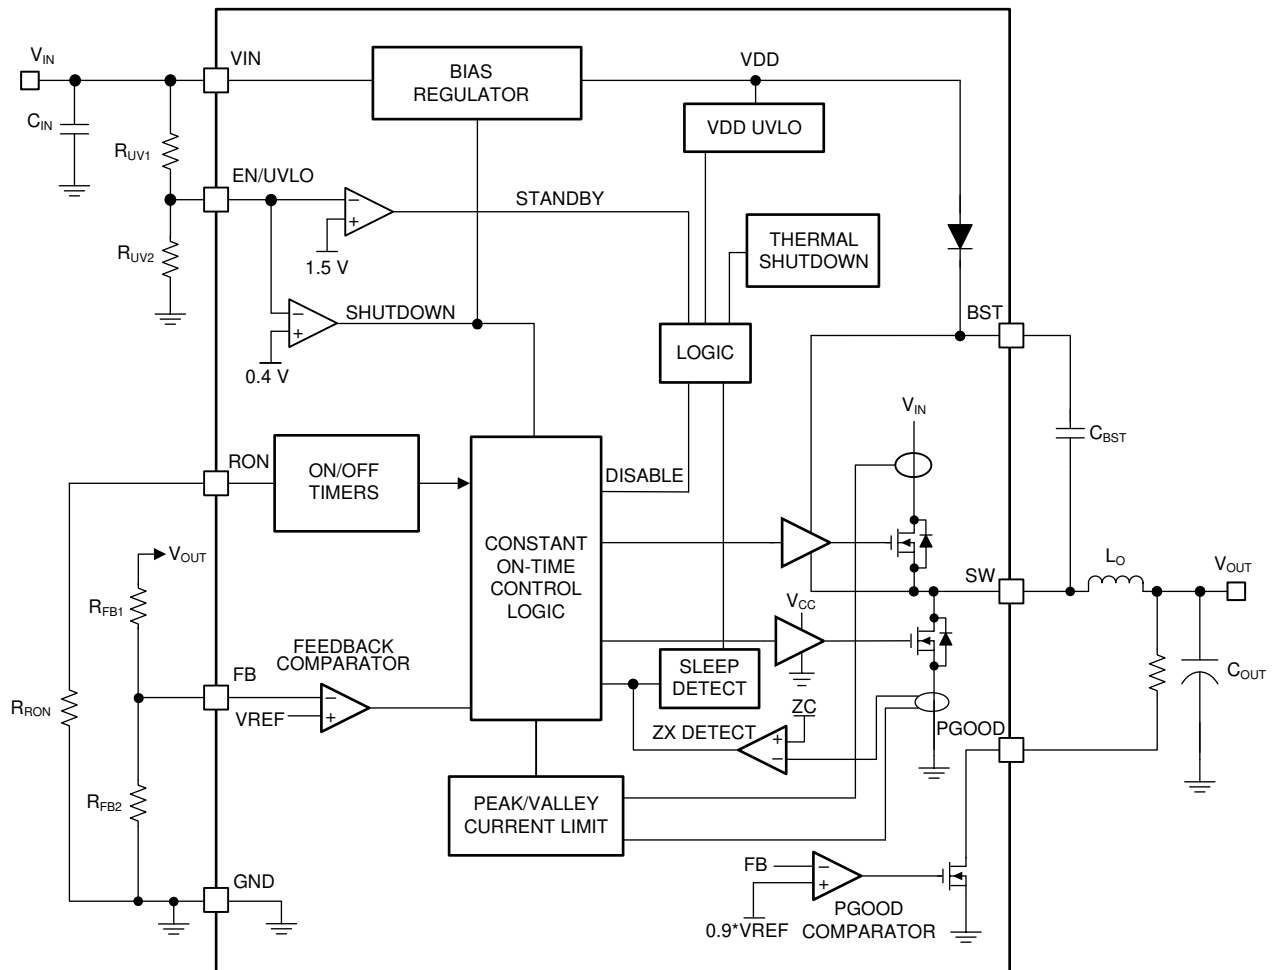 VIN
VIN
BIAS
REGULATOR
VDD
CIN
RUV1
VDD UVLO
EN/UVLO
STANDBY
−
+
1.5 V
RUV2
THERMAL
SHUTDOWN
SHUTDOWN
−
+
0.4 V
BST
LOGIC
VIN
CBST
RON
ON/OFF
TIMERS
DISABLE
CONSTANT
ON-TIME
CONTROL
LOGIC
VOUT
RFB1
SW
LO
VOUT
VCC
FEEDBACK
COMPARATOR
FB
−
+
VREF
RRON
SLEEP
DETECT
COUT
ZC
ZX DETECT
+
−
PGOOD
RFB2
PEAK/VALLEY
CURRENT LIMIT
FB
−
+
0.9*VREF
PGOOD
COMPARATOR
GND